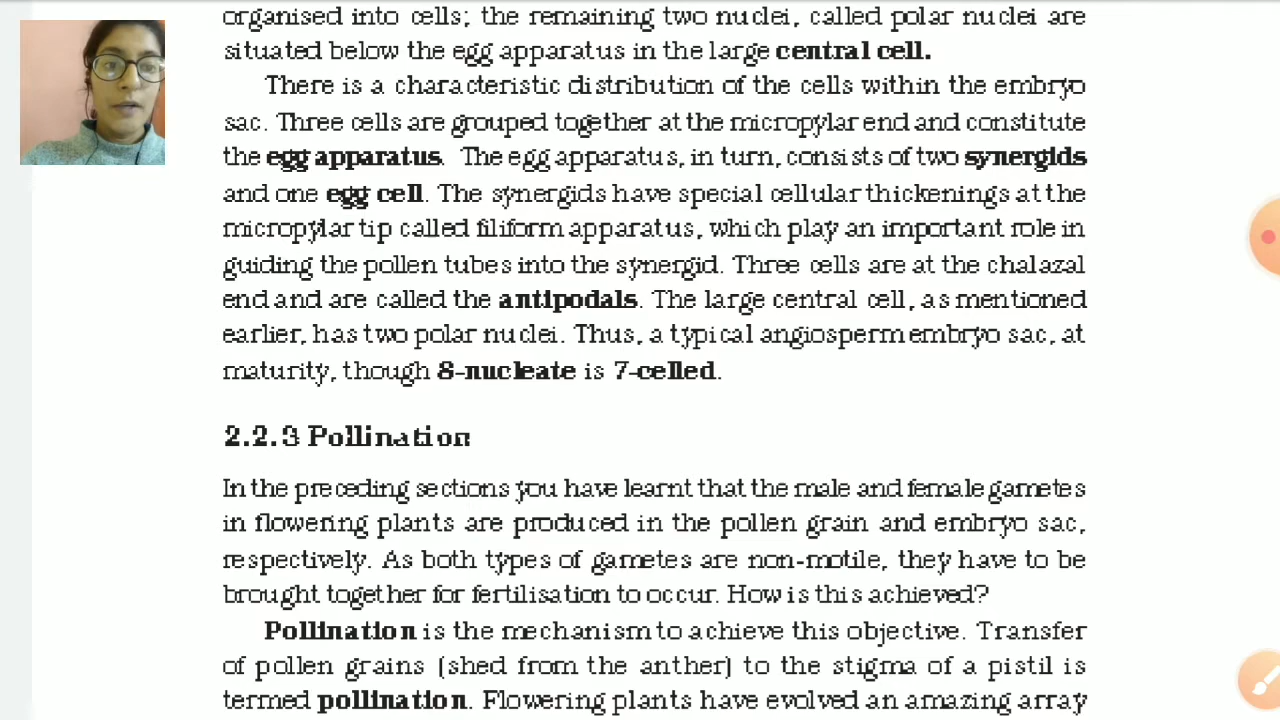 organised into cells; the remaining two nuclei, called polar nuclei are
situated below the egg apparatus in the large central cell.
There is a characteristic distribution of the cells within the embryo
sac. Three cells are grouped together at the micropylar end and constitute
the egg apparatus. The egg apparatus, in turn, consists of two synergids
and one egg cell. The synergids have special cellular thickenings at the
micropylar tip called filiform apparatus, which play an important role in
guiding the pollen tubes into the synergid. Three cells are at the chalazal
end and are called the antipodals. The large central cell, as mentioned
earlier, has two polar nuclei. Thus, a typical angiosperm embryo sac, at
maturity, though 8-nucleate is 7-celled.
2.2.3 Pollination
In the preceding sections you have learnt that the male and female gametes
in flowering plants are produced in the pollen grain and embryo sac,
respectively. As both types of gametes are non-motile, they have to be
brought together for fertilisation to occur. How is this achieved?
Pollination is the mechanism to achieve this objective. Transfer
of pollen grains (shed from the anther) to the stigma of a pistil is
termed pollination. Flowering plants have evolved an amazing array